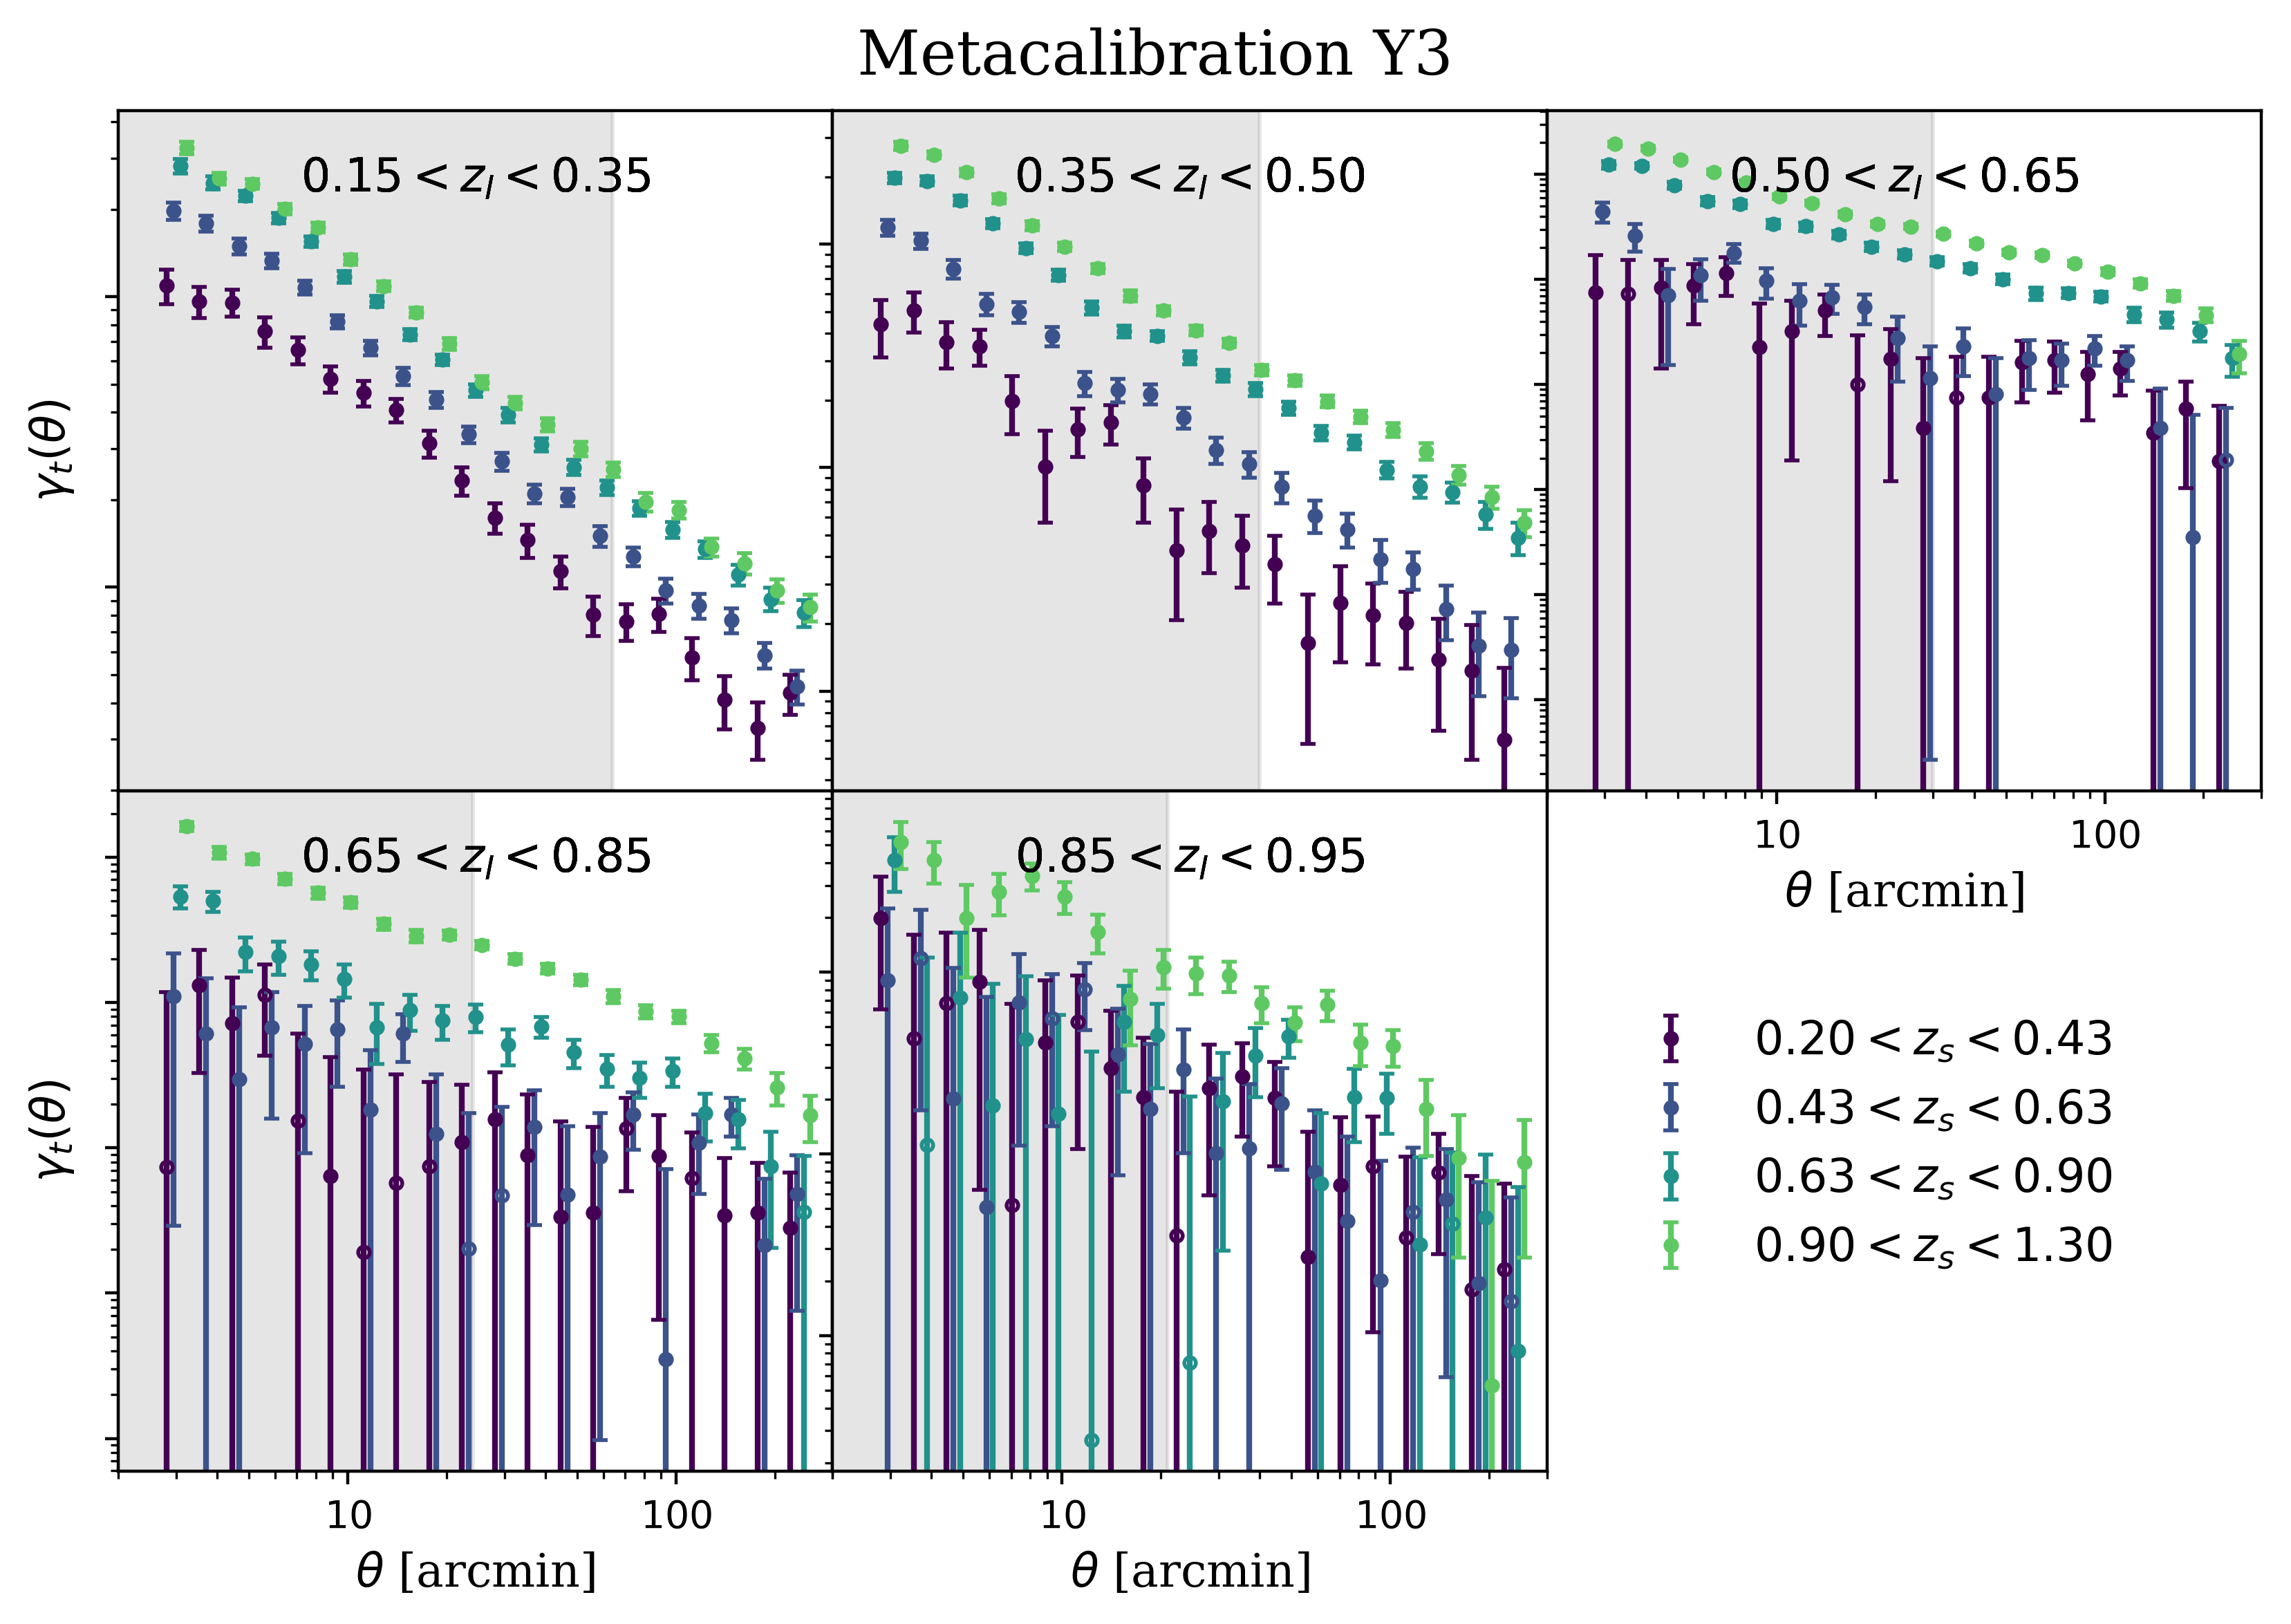 Metacalibration Y3
0.15 < z_l < 0.35
0.35 < z_l < 0.50
0.50 < z_l < 0.65
γ_t(θ)
10 100
θ [arcmin]
0.65 < z_l < 0.85
0.85 < z_l < 0.95
γ_t(θ)
0.20 < z_s < 0.43
0.43 < z_s < 0.63
0.63 < z_s < 0.90
0.90 < z_s < 1.30
10 100
10 100
θ [arcmin]
θ [arcmin]